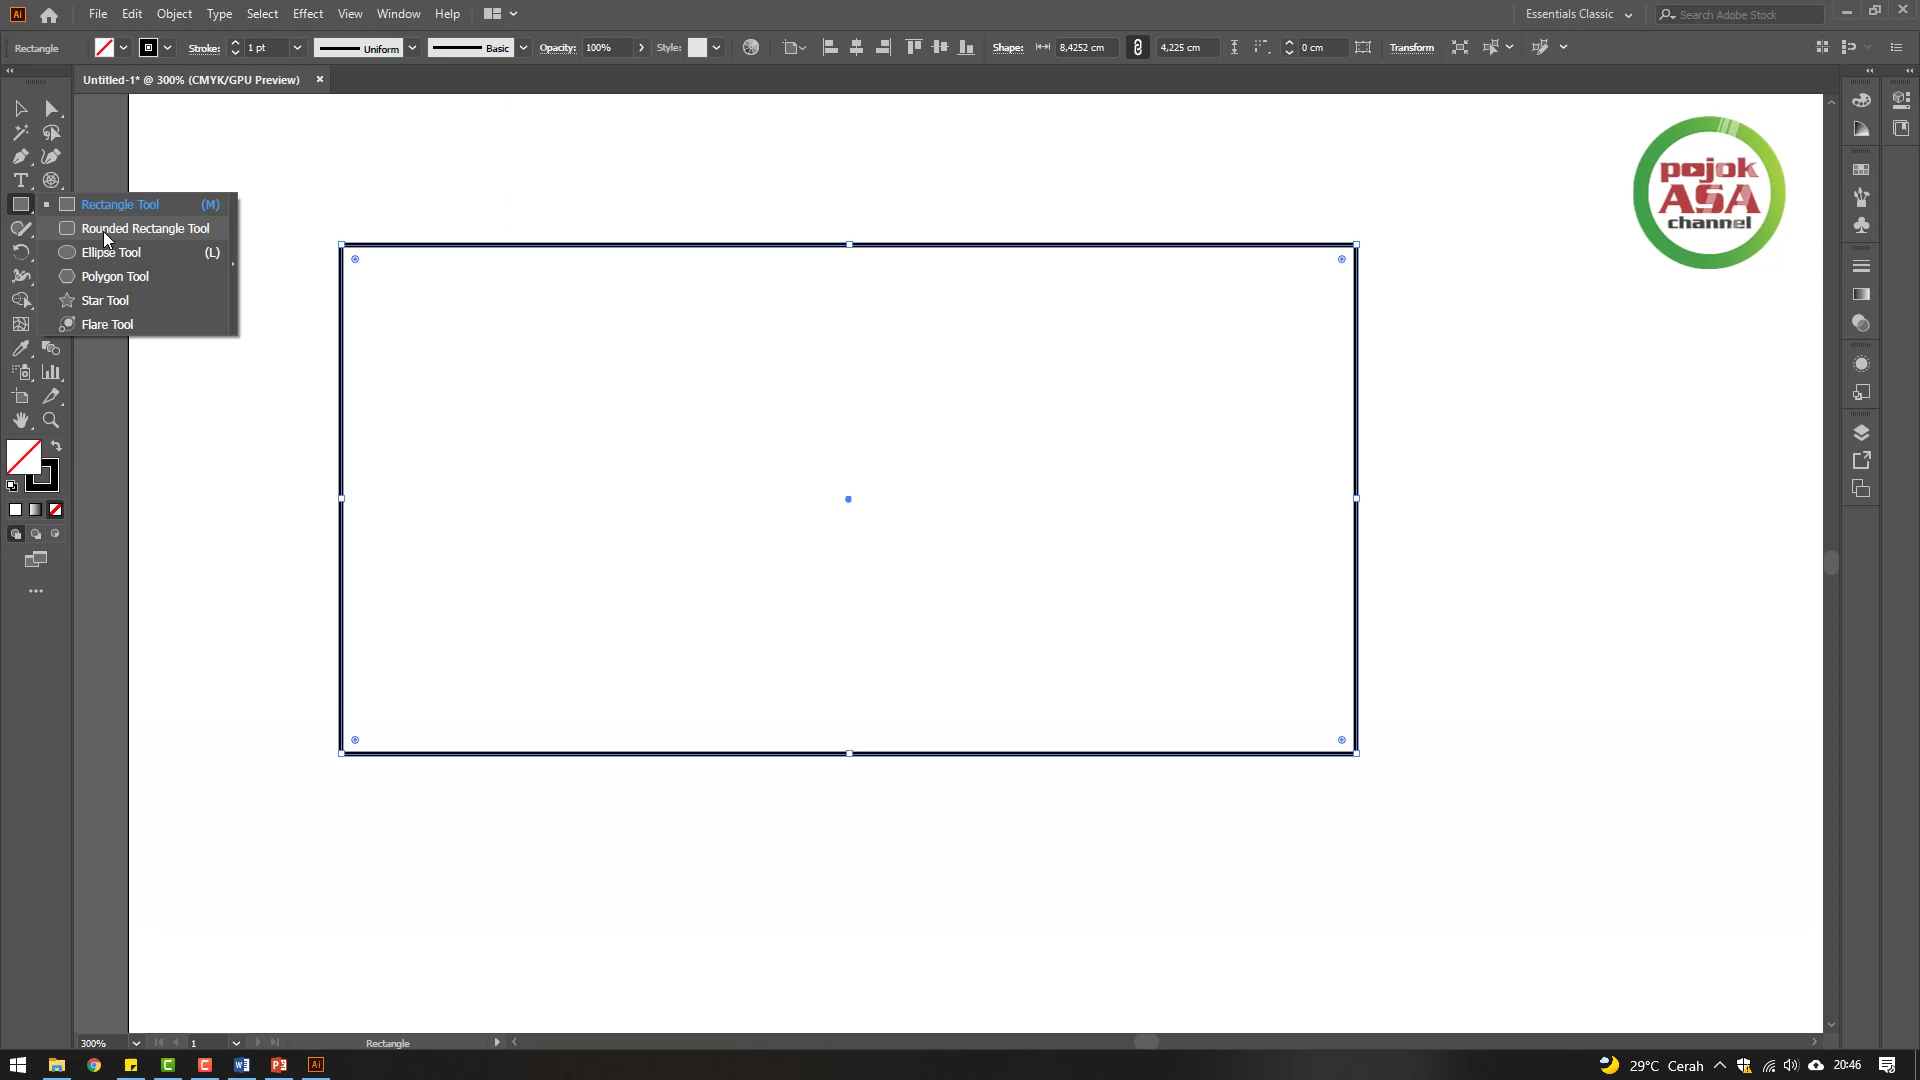 Ai File Edit Object Type Select Effect View Window Help Essentials Classic Search Adobe Stock
Rectangle Stroke: 1 pt Uniform Basic Opacity: 100% Style: Shape: 8,4252 cm 4,225 cm 0 cm Transform
Untitled-1* @ 300% (CMYK/GPU Preview)
Rectangle Tool (M)
Rounded Rectangle Tool
Ellipse Tool (L)
Polygon Tool
Star Tool
Flare Tool
pojok
ASA
channel
300% 1 Rectangle
29°C Cerah 20:46